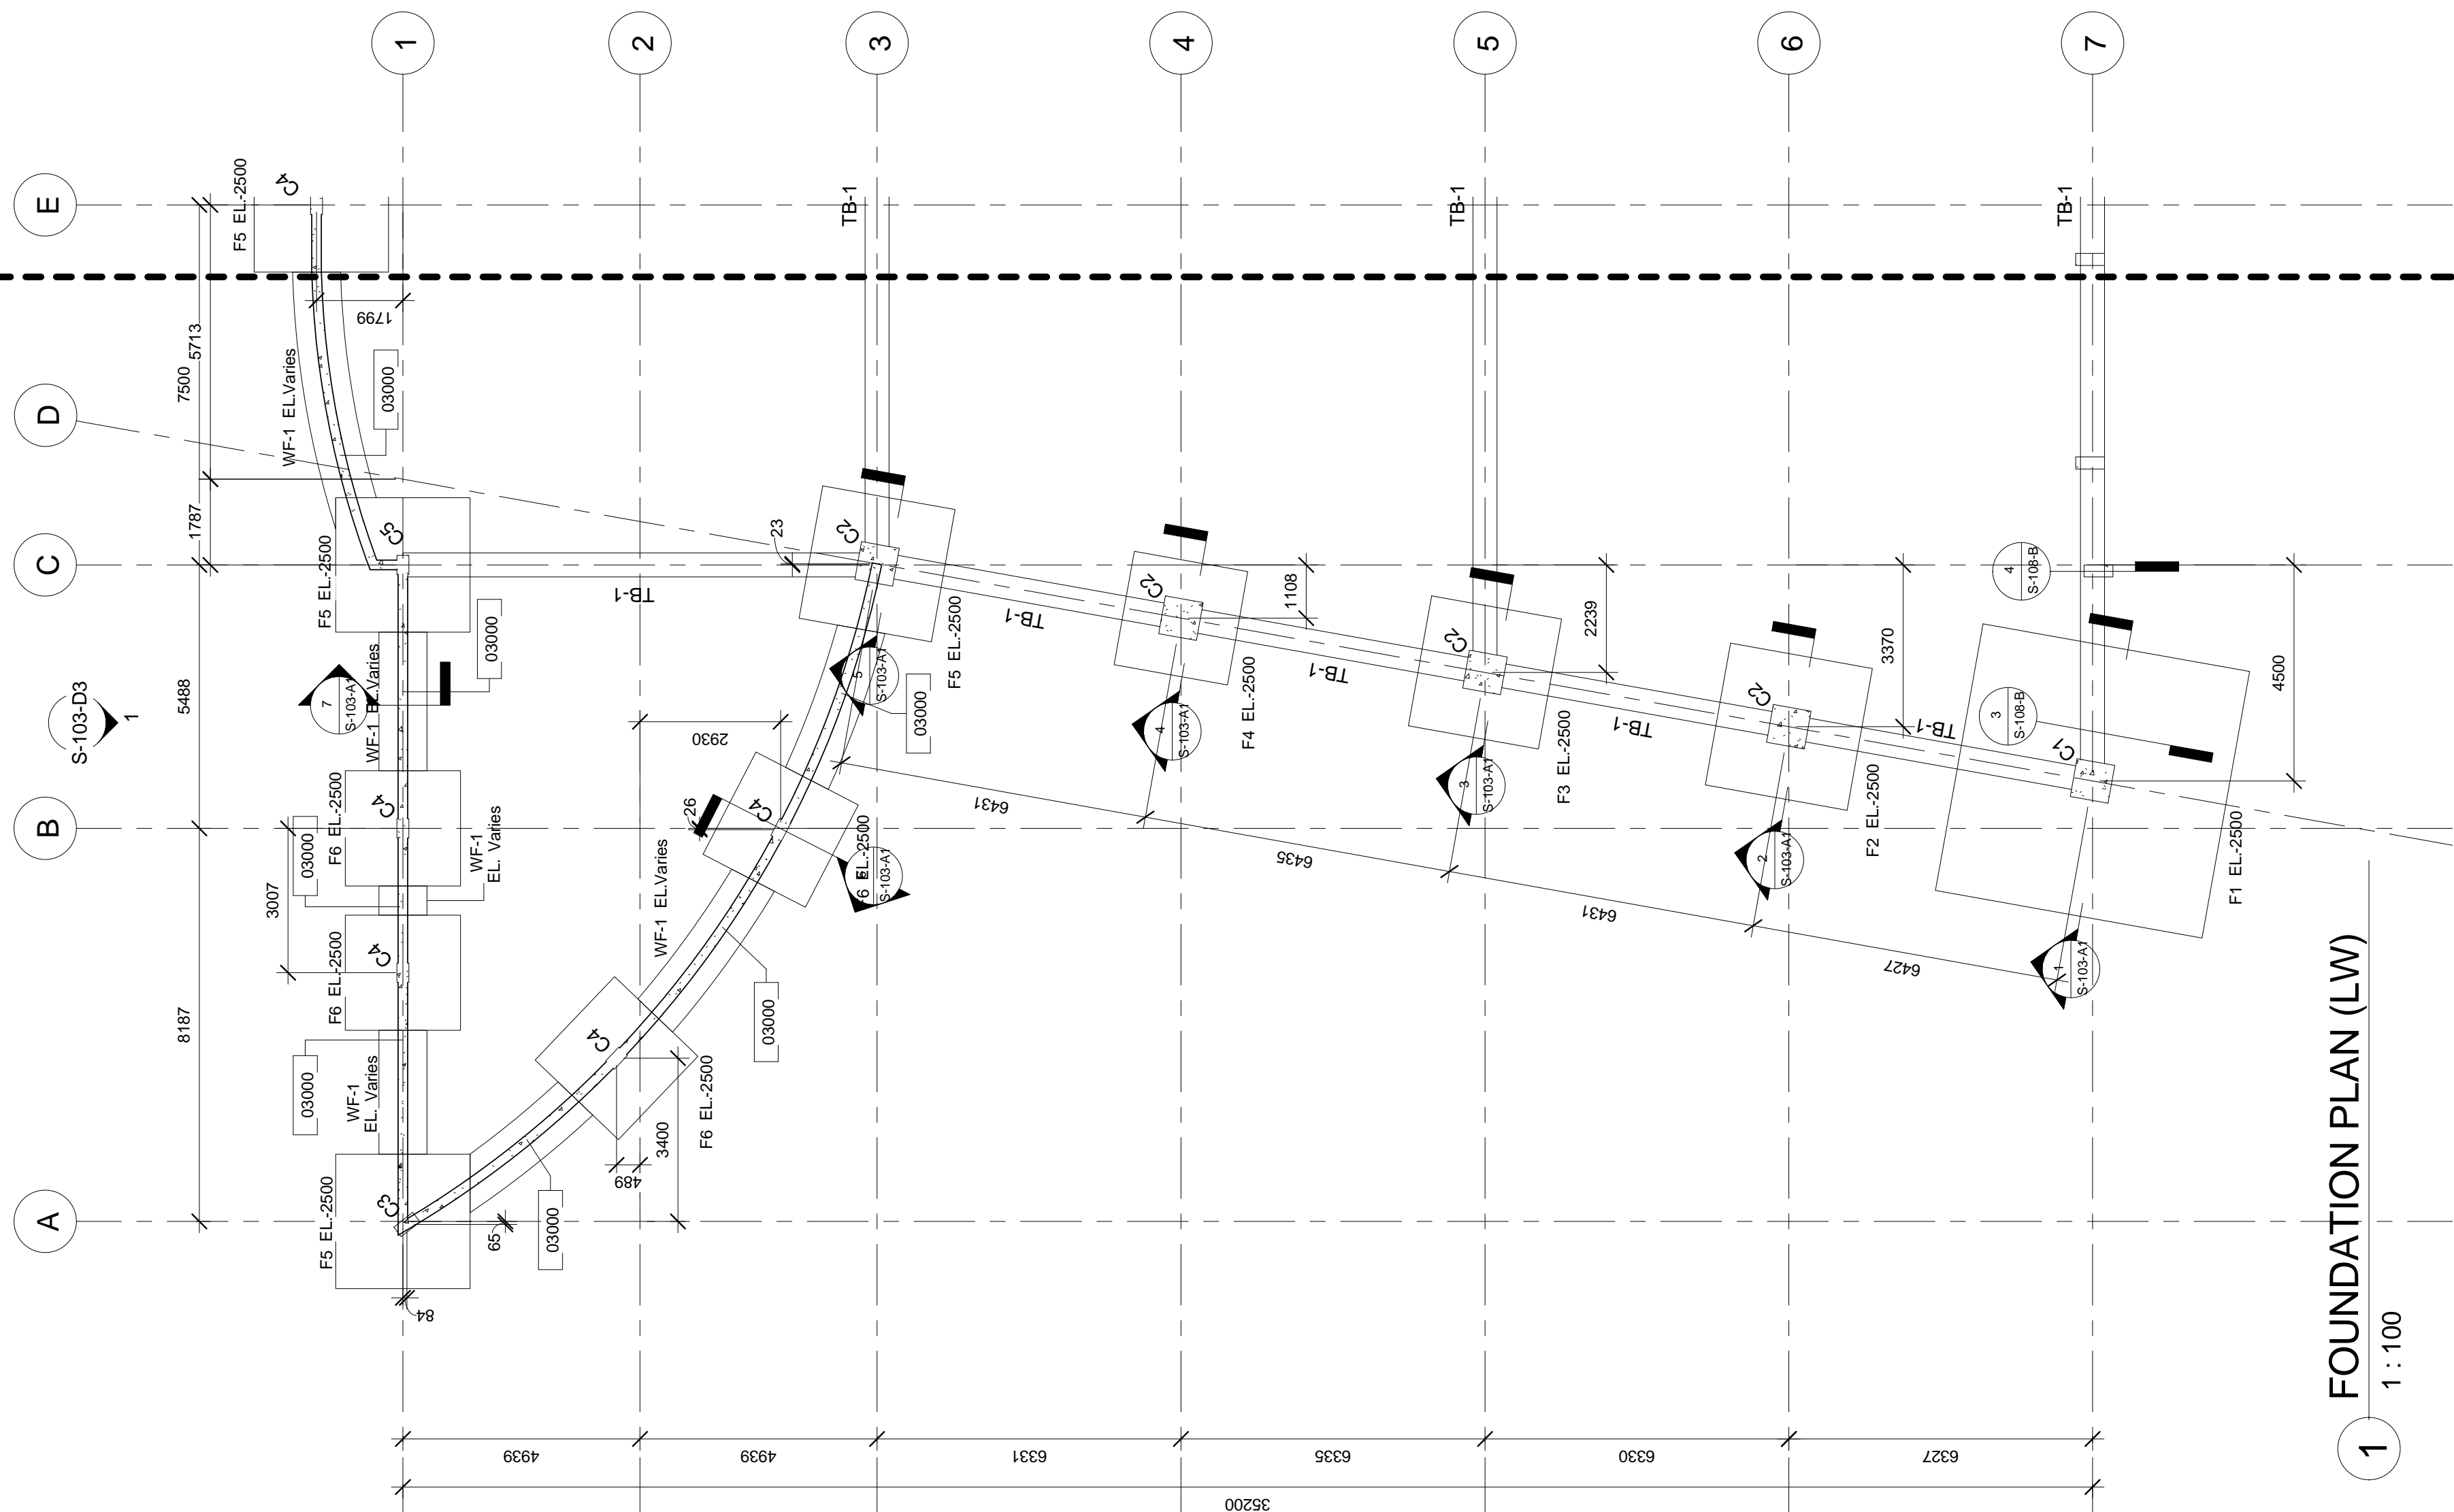 1
2
3
4
5
6
7
E
D
C
B
A
7500
5713
1787
5488
8187
3007
S-103-D3
1
F5 EL.-2500
C4
1799
WF-1 EL.Varies
03000
F5 EL.-2500
C5
03000
7
S-103-A1
WF-1 EL.Varies
F6 EL.-2500
C4
03000
WF-1
EL. Varies
F6 EL.-2500
C4
03000
WF-1
EL. Varies
F5 EL.-2500
C3
84
65
03000
489
3400
F6 EL.-2500
C4
03000
WF-1 EL.Varies
26
C4
F6 EL.-2500
S-103-A1
2930
TB-1
23
C2
TB-1
5
S-103-A1
03000
F5 EL.-2500
TB-1
C2
1108
4
S-103-A1
F4 EL.-2500
TB-1
TB-1
C2
2239
3
S-103-A1
F3 EL.-2500
TB-1
C2
3370
2
S-103-A1
F2 EL.-2500
TB-1
TB-1
4
S-108-B
3
S-108-B
C1
4500
1
S-103-A1
F1 EL.-2500
6431
6435
6431
6427
4939
4939
6331
6335
6330
6327
35200
1
FOUNDATION PLAN (LW)
1 : 100